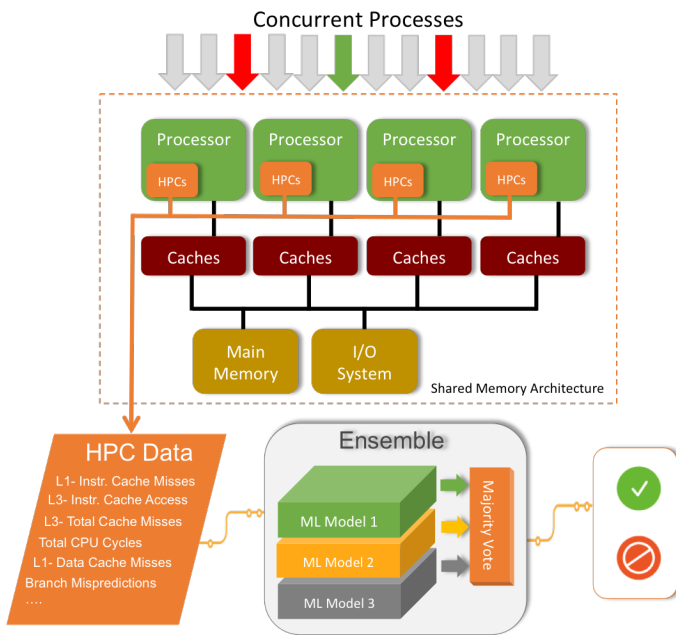 Concurrent Processes
Processor
Processor
Processor
Processor
HPCs
HPCs
HPCs
HPCs
Caches
Caches
Caches
Caches
Main
Memory
I/O
System
Shared Memory Architecture
HPC Data
L1- Instr. Cache Misses
L3- Instr. Cache Access
L3- Total Cache Misses
Total CPU Cycles
L1- Data Cache Misses
Branch Mispredictions
....
Ensemble
ML Model 1
ML Model 2
ML Model 3
Majority Vote